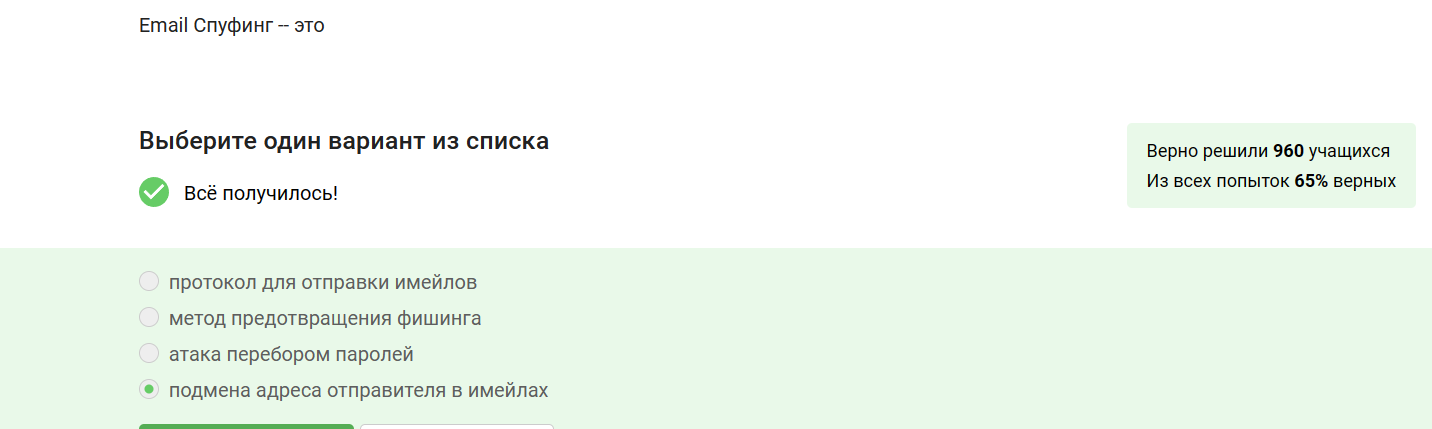 Email Спуфинг -- это
Выберите один вариант из списка
Всё получилось!
Верно решили 960 учащихся
Из всех попыток 65% верных
протокол для отправки имейлов
метод предотвращения фишинга
атака перебором паролей
подмена адреса отправителя в имейлах